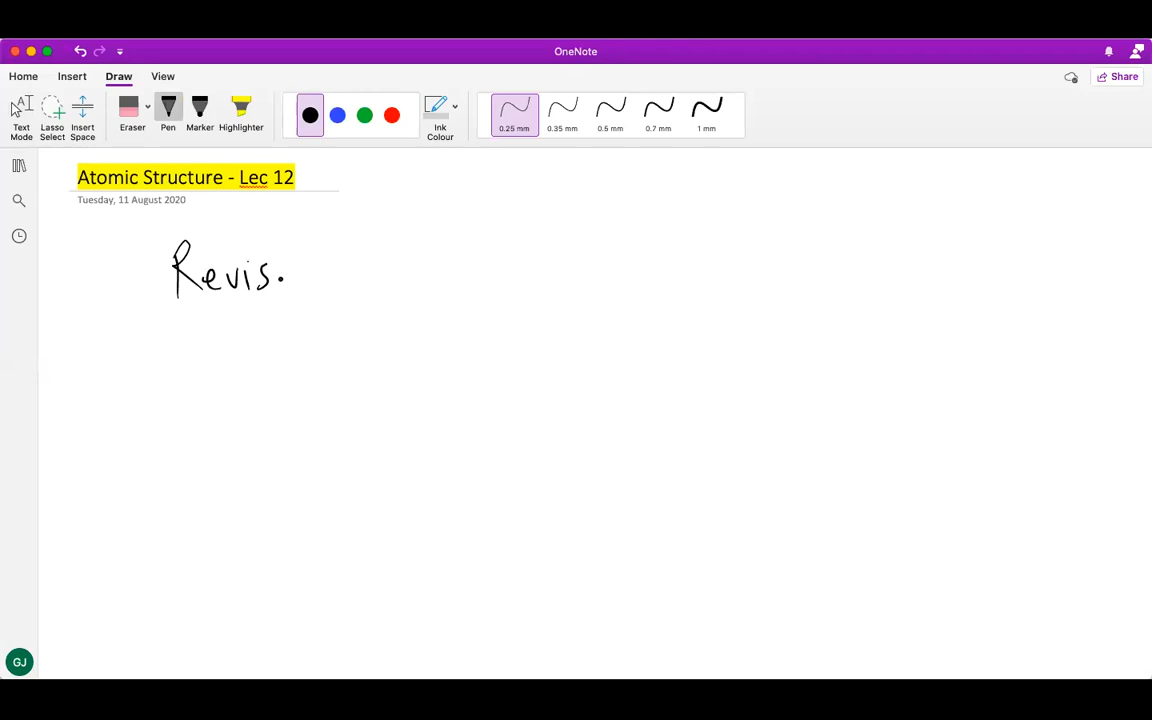 OneNote
Home Insert Draw View Share
Text Mode Lasso Select Insert Space Eraser Pen Marker Highlighter Ink Colour 0.25 mm 0.35 mm 0.5 mm 0.7 mm 1 mm
Atomic Structure - Lec 12
Tuesday, 11 August 2020
Revis.
GJ